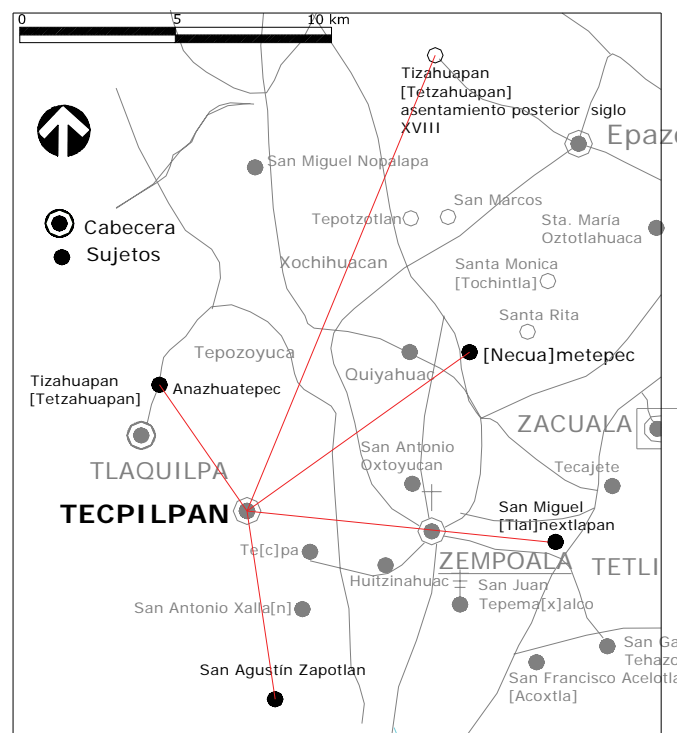 0 5 10 km
Tizahuapan
[Tetzahuapan]
asentamiento posterior siglo
XVIII
Epazo
San Miguel Nopalapa
San Marcos
Tepotzotlan
Cabecera
Sujetos
Sta. María
Oztotlahuaca
Xochihuacan
Santa Monica
[Tochintla]
Santa Rita
Tepozoyuca
[Necua]metepec
Quiyahuac
Tizahuapan
[Tetzahuapan]
Anazhuatepec
ZACUALA
San Antonio
Oxtoyucan
TLAQUILPA
Tecajete
TECPILPAN
San Miguel
[Tlal]nextlapan
Te[c]pa
ZEMPOALA
TETLI
Huitzinahuac
San Juan
Tepema[x]alco
San Antonio Xalla[n]
San Ga
Tehazo
San Agustín Zapotlan
San Francisco Acelotla
[Acoxtla]